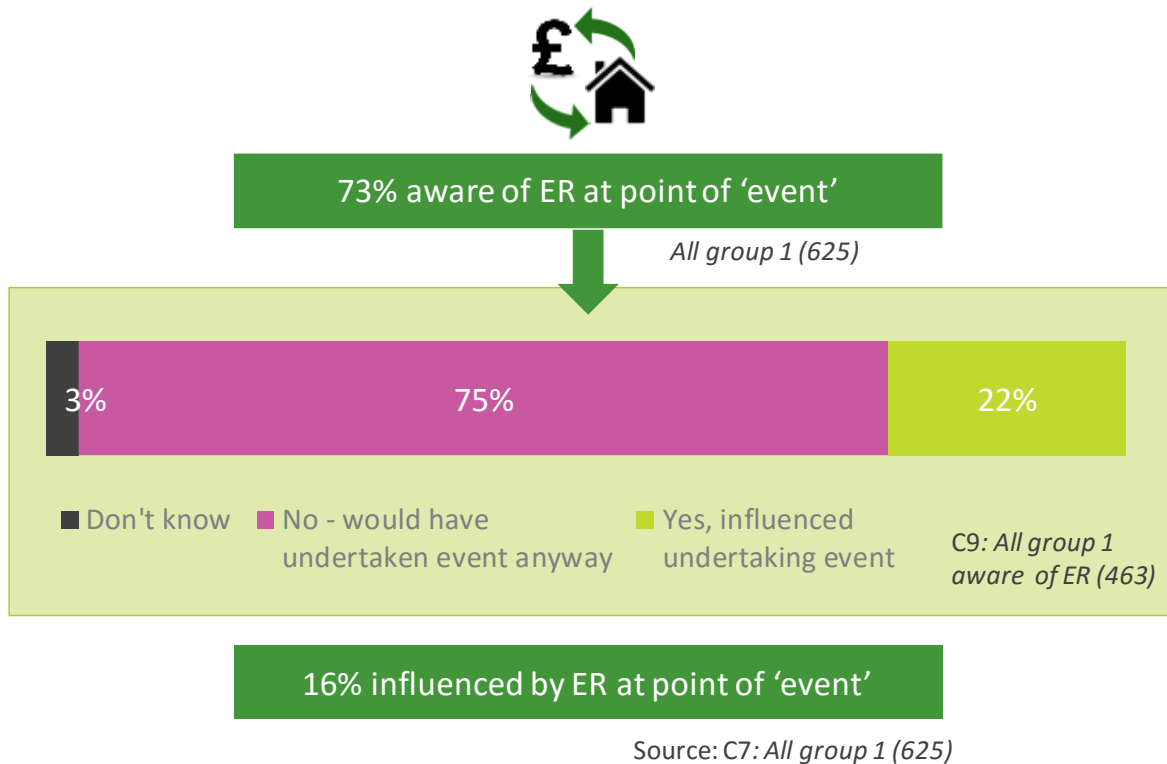 £
73% aware of ER at point of ‘event’
All group 1 (625)
3%
75%
22%
Don't know
No - would have
undertaken event anyway
Yes, influenced
undertaking event
C9: All group 1
aware of ER (463)
16% influenced by ER at point of ‘event’
Source: C7: All group 1 (625)